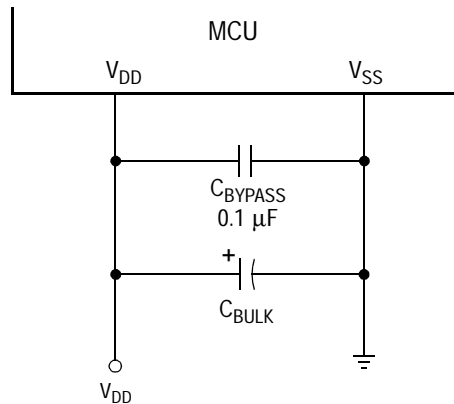 MCU
VDD
VSS
CBYPASS
0.1 μF
+
CBULK
VDD